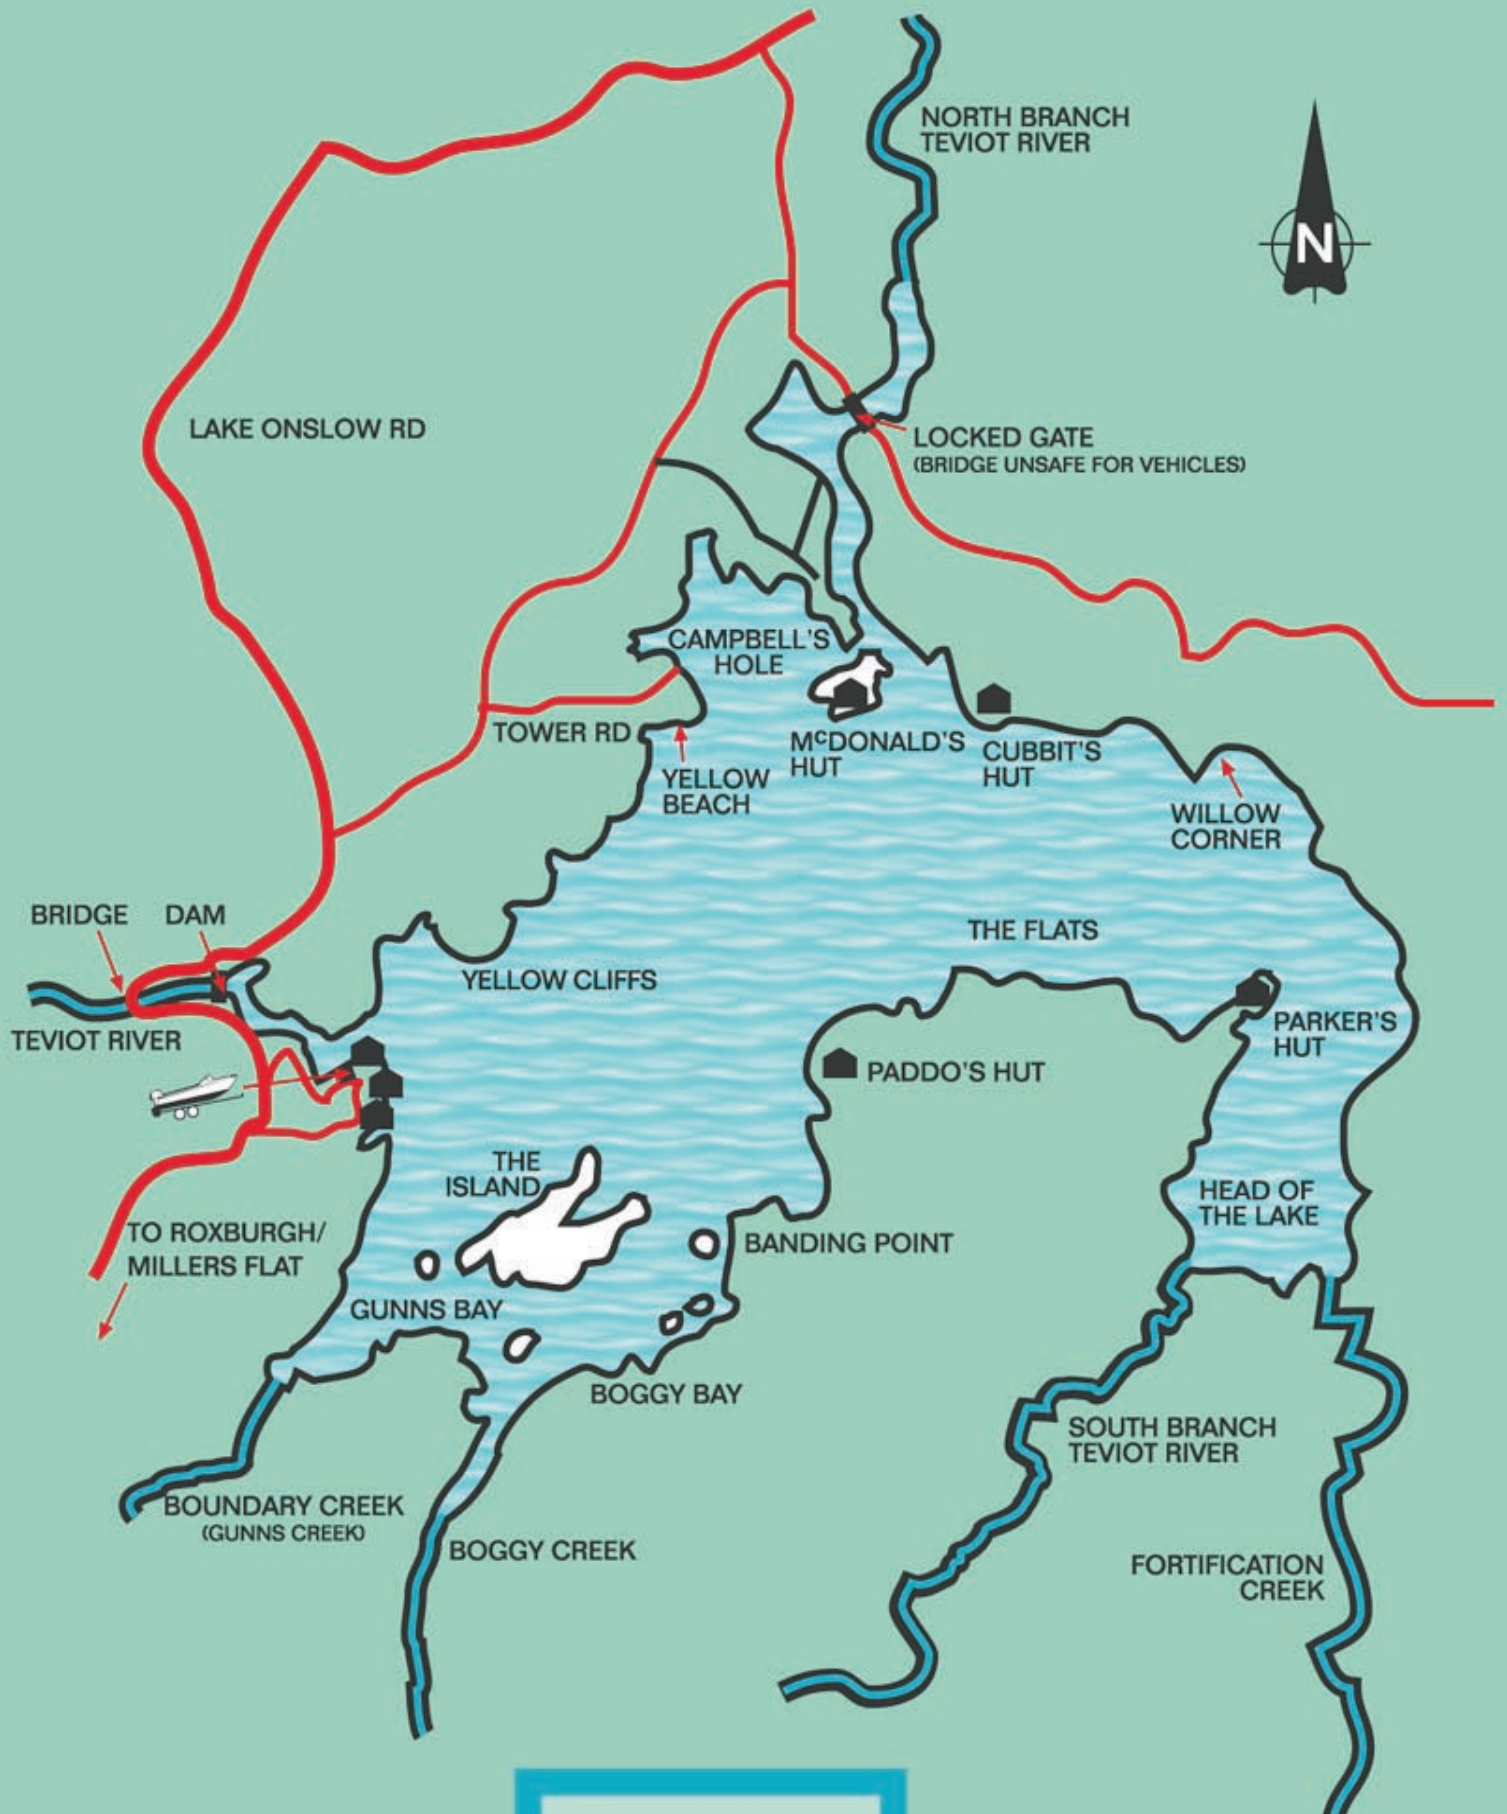 NORTH BRANCH
TEVIOT RIVER
N
LAKE ONSLOW RD
LOCKED GATE
(BRIDGE UNSAFE FOR VEHICLES)
CAMPBELL'S
HOLE
TOWER RD
McDONALD'S
HUT
CUBBIT'S
HUT
YELLOW
BEACH
WILLOW
CORNER
BRIDGE
DAM
THE FLATS
YELLOW CLIFFS
TEVIOT RIVER
PARKER'S
HUT
PADDO'S HUT
THE
ISLAND
HEAD OF
THE LAKE
TO ROXBURGH/
MILLERS FLAT
BANDING POINT
GUNNS BAY
BOGGY BAY
SOUTH BRANCH
TEVIOT RIVER
BOUNDARY CREEK
(GUNNS CREEK)
BOGGY CREEK
FORTIFICATION
CREEK